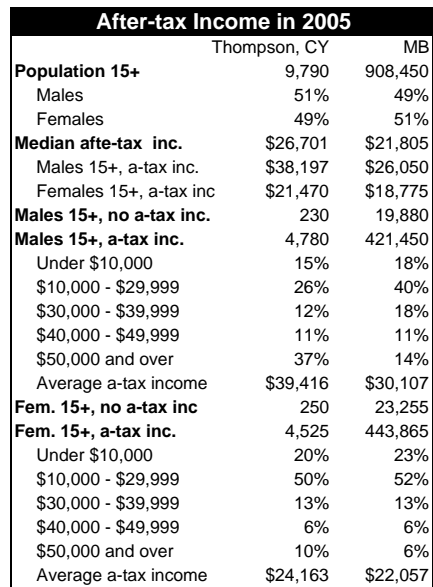 After-tax Income in 2005
Thompson, CY MB
Population 15+ 9,790 908,450
Males 51% 49%
Females 49% 51%
Median afte-tax inc. $26,701 $21,805
Males 15+, a-tax inc. $38,197 $26,050
Females 15+, a-tax inc $21,470 $18,775
Males 15+, no a-tax inc. 230 19,880
Males 15+, a-tax inc. 4,780 421,450
Under $10,000 15% 18%
$10,000 - $29,999 26% 40%
$30,000 - $39,999 12% 18%
$40,000 - $49,999 11% 11%
$50,000 and over 37% 14%
Average a-tax income $39,416 $30,107
Fem. 15+, no a-tax inc 250 23,255
Fem. 15+, a-tax inc. 4,525 443,865
Under $10,000 20% 23%
$10,000 - $29,999 50% 52%
$30,000 - $39,999 13% 13%
$40,000 - $49,999 6% 6%
$50,000 and over 10% 6%
Average a-tax income $24,163 $22,057